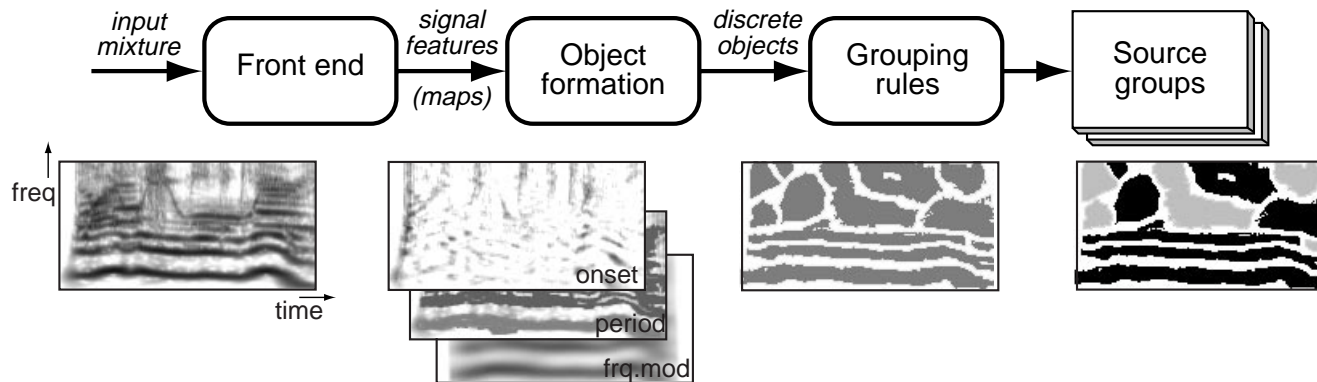 input
mixture
Front end
signal
features
(maps)
Object
formation
discrete
objects
Grouping
rules
Source
groups
freq
time
onset
period
frq.mod